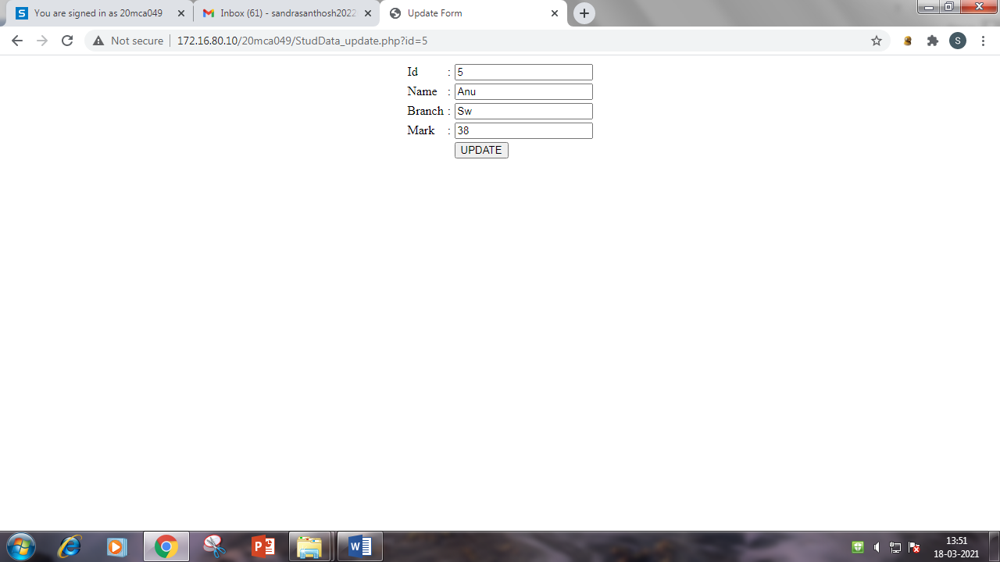 You are signed in as 20mca049
Inbox (61) - sandrasanthosh2022
Update Form
Not secure
172.16.80.10/20mca049/StudData_update.php?id=5
S
Id : 5
Name : Anu
Branch : Sw
Mark : 38
UPDATE
13:51
18-03-2021